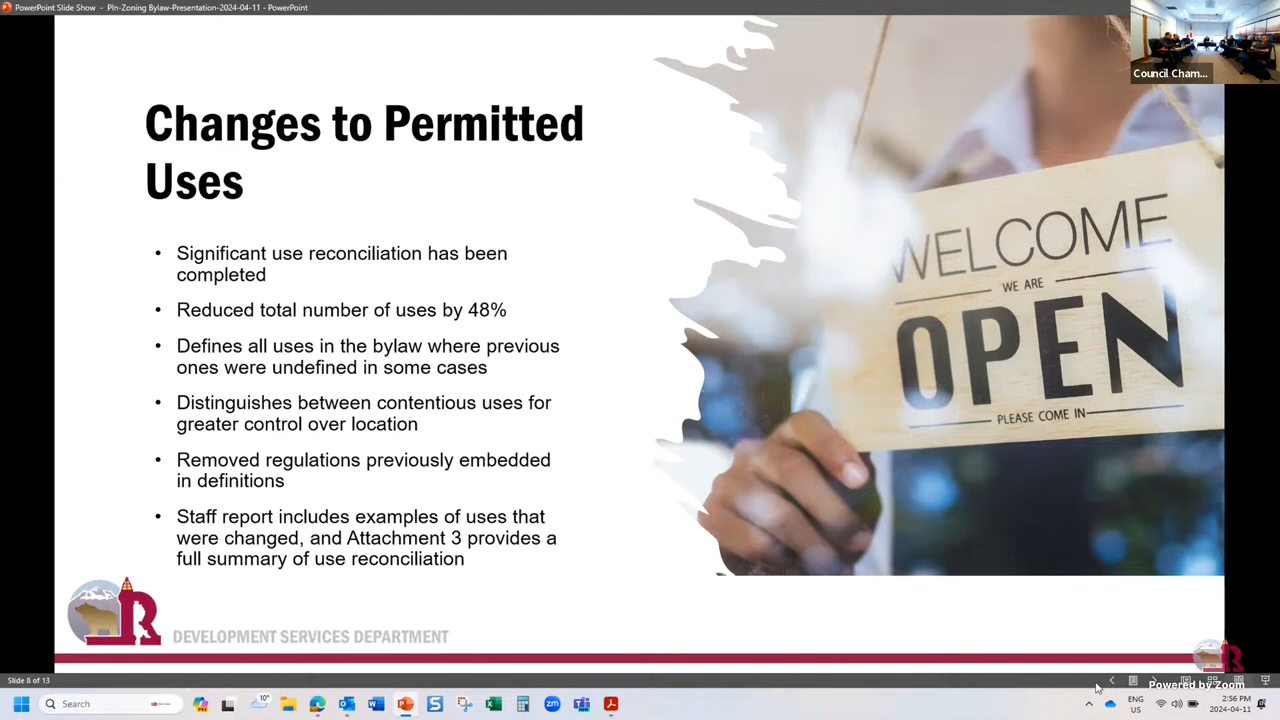 PowerPoint Slide Show - Pln-Zoning Bylaw-Presentation-2024-04-11 - PowerPoint
Council Cham...
Changes to Permitted
Uses
• Significant use reconciliation has been
completed
• Reduced total number of uses by 48%
• Defines all uses in the bylaw where previous
ones were undefined in some cases
• Distinguishes between contentious uses for
greater control over location
• Removed regulations previously embedded
in definitions
• Staff report includes examples of uses that
were changed, and Attachment 3 provides a
full summary of use reconciliation
WELCOME
WE ARE
OPEN
PLEASE COME IN
R
DEVELOPMENT SERVICES DEPARTMENT
Slide 8 of 13
Powered by Zoom
Search
10°
ENG
US
2:56 PM
2024-04-11